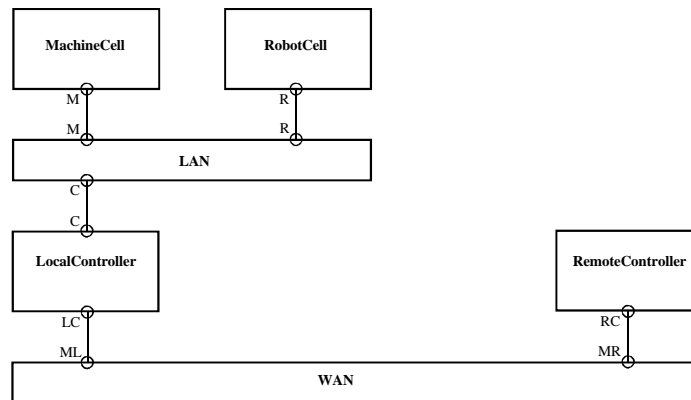 MachineCell
RobotCell
M
R
M
R
LAN
C
C
LocalController
RemoteController
LC
RC
ML
MR
WAN